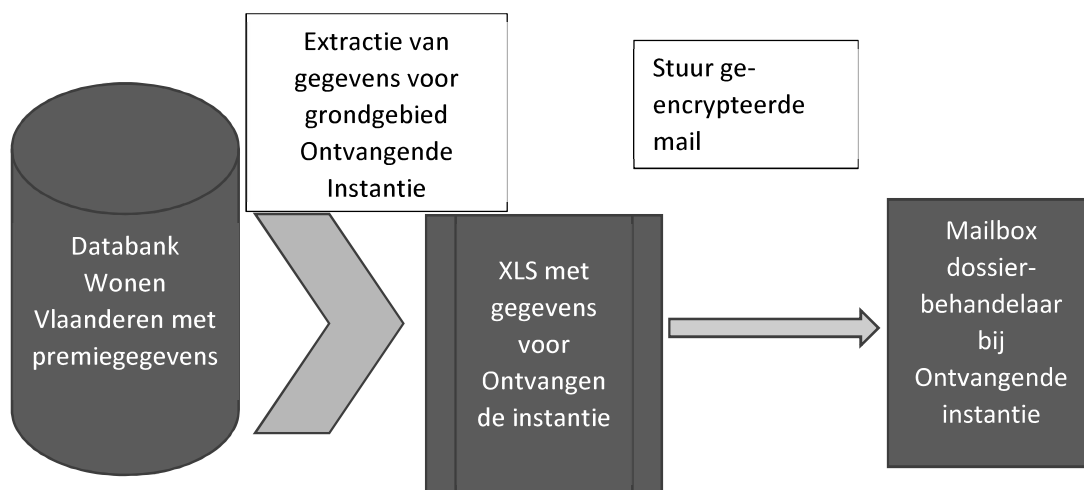 Extractie van
gegevens voor
grondgebied
Ontvangende
Instantie
Stuur ge-
encrypteerde
mail
Databank
Wonen
Vlaanderen met
premiegegevens
XLS met
gegevens
voor
Ontvangen
de instantie
Mailbox
dossier-
behandelaar
bij
Ontvangende
instantie